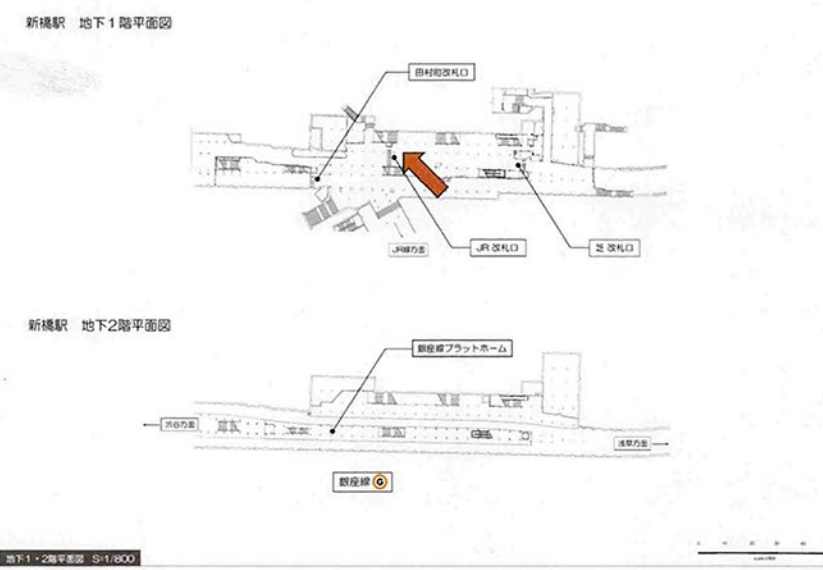 新橋駅 地下1階平面図
田村町改札口
JR線方面
JR 改札口
芝 改札口
新橋駅 地下2階平面図
銀座線プラットホーム
渋谷方面
浅草方面
銀座線 G
地下1・2階平面図 S=1/800